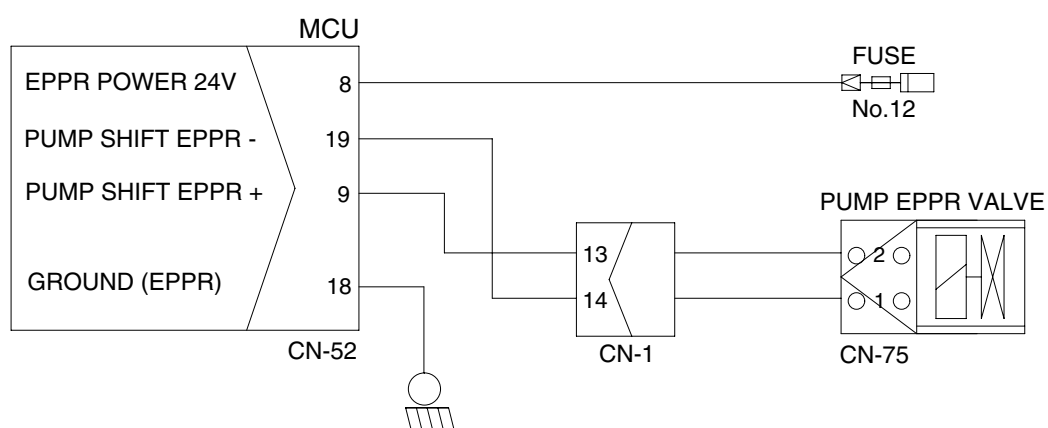 MCU
EPPR POWER 24V
8
FUSE
No.12
PUMP SHIFT EPPR -
19
PUMP SHIFT EPPR +
9
PUMP EPPR VALVE
13
2
GROUND (EPPR)
18
14
1
CN-52
CN-1
CN-75